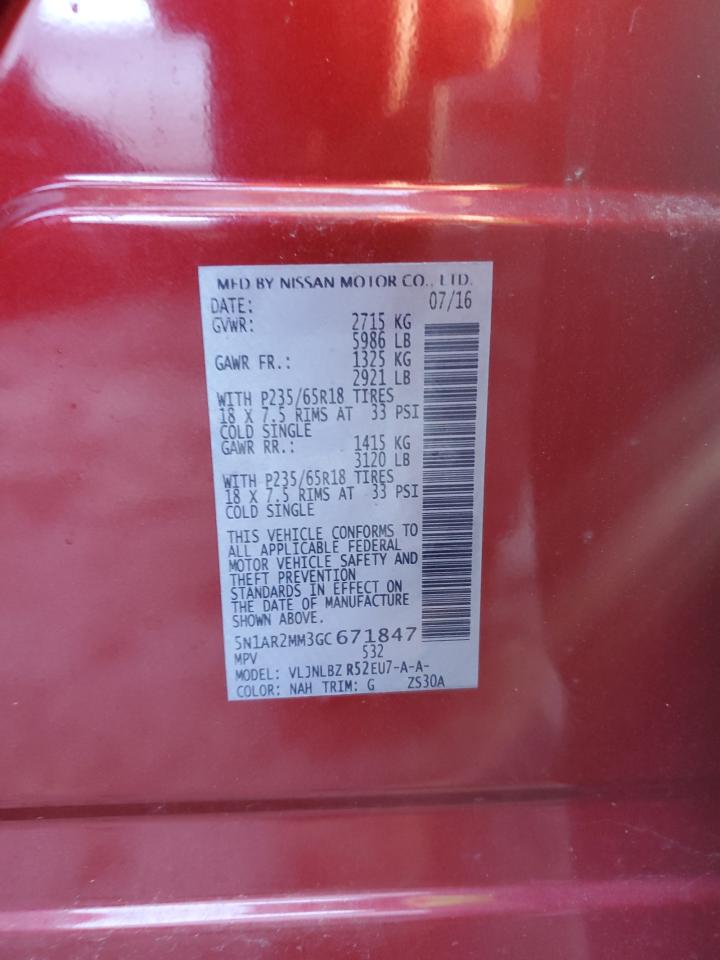 MFD BY NISSAN MOTOR CO., LTD.
DATE: 07/16
GVWR: 2715 KG
5986 LB
GAWR FR.: 1325 KG
2921 LB
WITH P235/65R18 TIRES
18 X 7.5 RIMS AT 33 PSI
COLD SINGLE
GAWR RR.: 1415 KG
3120 LB
WITH P235/65R18 TIRES
18 X 7.5 RIMS AT 33 PSI
COLD SINGLE
THIS VEHICLE CONFORMS TO
ALL APPLICABLE FEDERAL
MOTOR VEHICLE SAFETY AND
THEFT PREVENTION
STANDARDS IN EFFECT ON
THE DATE OF MANUFACTURE
SHOWN ABOVE.
5N1AR2MM3GC671847
MPV 532
MODEL: VLJNLBZ R52EU7-A-A-
COLOR: NAH TRIM: G ZS30A